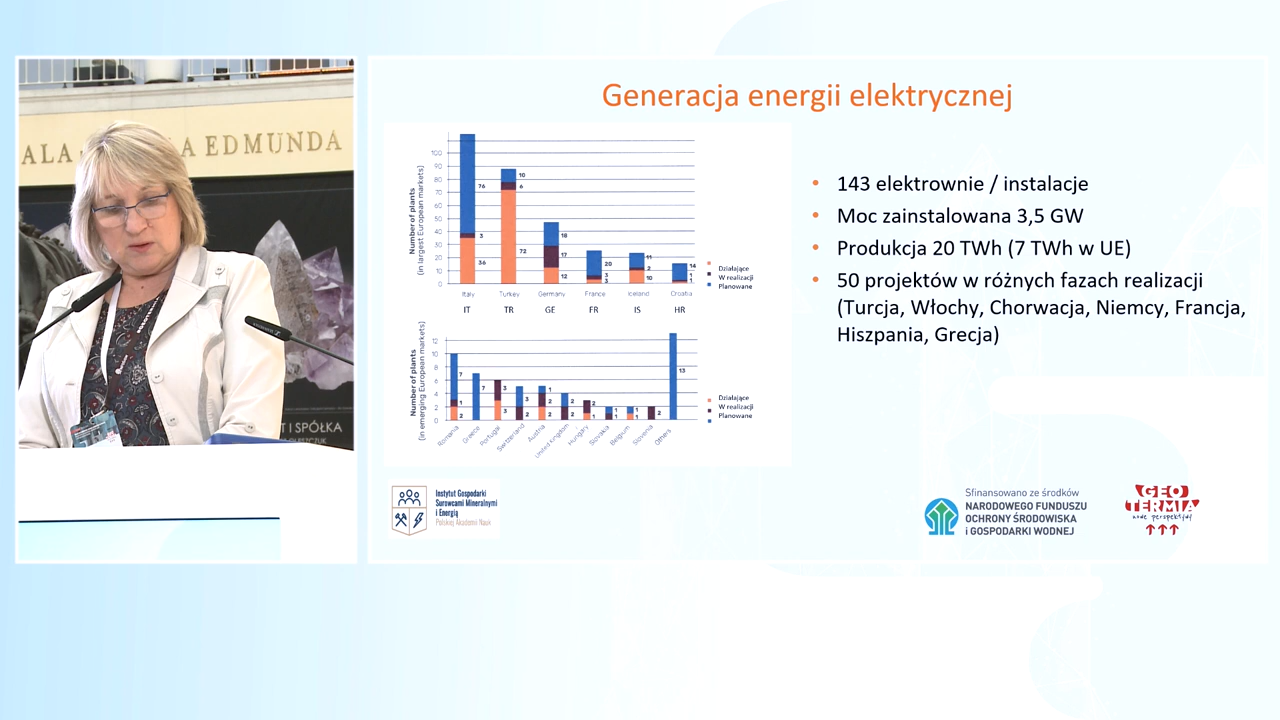 ALA
A EDMUNDA
T I SPÓŁKA
Generacja energii elektrycznej
Number of plants
(in largest European markets)
100
90
80
70
60
50
40
30
20
10
0
76
3
36
10
6
72
18
17
12
20
3
3
11
2
10
14
1
1
Italy Turkey Germany France Iceland Croatia
IT TR GE FR IS HR
Działające
W realizacji
Planowane
Number of plants
(in emerging European markets)
12
10
8
6
4
2
0
7
1
2
7
3
3
3
2
1
2
2
2
2
2
1
1
1
1
1
2
13
Romania Greece Portugal Switzerland Austria United Kingdom Hungary Slovakia Belgium Slovenia Others
Działające
W realizacji
Planowane
• 143 elektrownie / instalacje
• Moc zainstalowana 3,5 GW
• Produkcja 20 TWh (7 TWh w UE)
• 50 projektów w różnych fazach realizacji
(Turcja, Włochy, Chorwacja, Niemcy, Francja,
Hiszpania, Grecja)
Instytut Gospodarki
Surowcami Mineralnymi
i Energią
Polskiej Akademii Nauk
Sfinansowano ze środków
NARODOWEGO FUNDUSZU
OCHRONY ŚRODOWISKA
i GOSPODARKI WODNEJ
GEO
TERMIA
nowe perspektywy